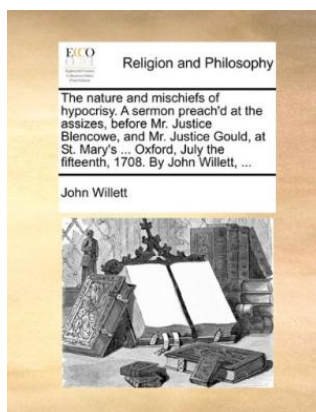 ECCO
Religion and Philosophy
The nature and mischiefs of
hypocrisy. A sermon preach'd at the
assizes, before Mr. Justice
Blencowe, and Mr. Justice Gould, at
St. Mary's ... Oxford, July the
fifteenth, 1708. By John Willett, ...
John Willett